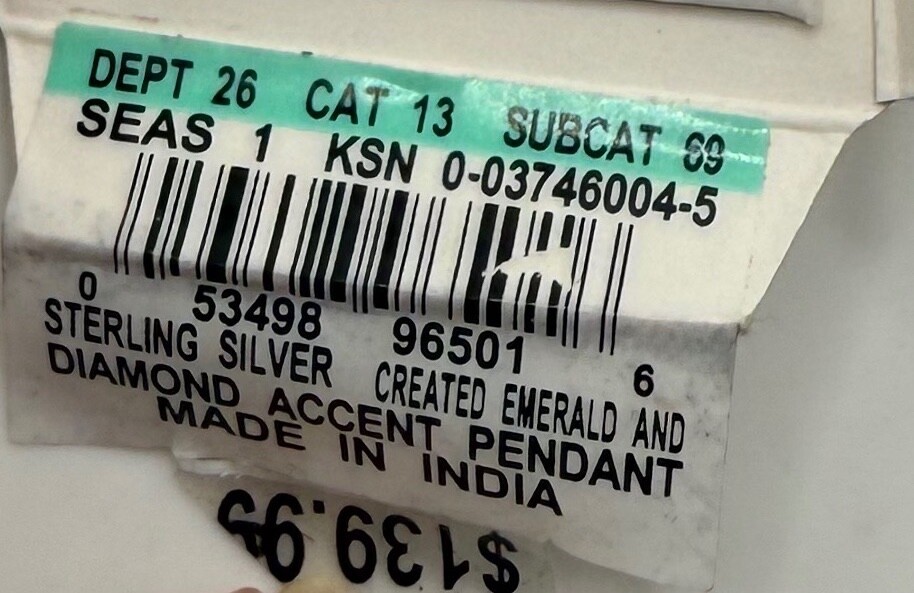 DEPT 26 CAT 13 SUBCAT 89
SEAS 1 KSN 0-03746004-5
0 53498 96501 6
STERLING SILVER CREATED EMERALD AND
DIAMOND ACCENT PENDANT
MADE IN INDIA
$139.99